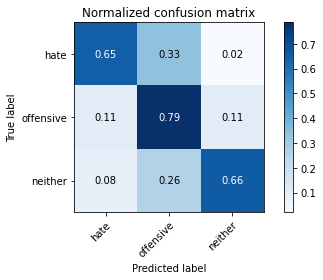 Normalized confusion matrix
True label
hate
0.65 0.33 0.02
offensive
0.11 0.79 0.11
neither
0.08 0.26 0.66
hate offensive neither
Predicted label
0.7
0.6
0.5
0.4
0.3
0.2
0.1